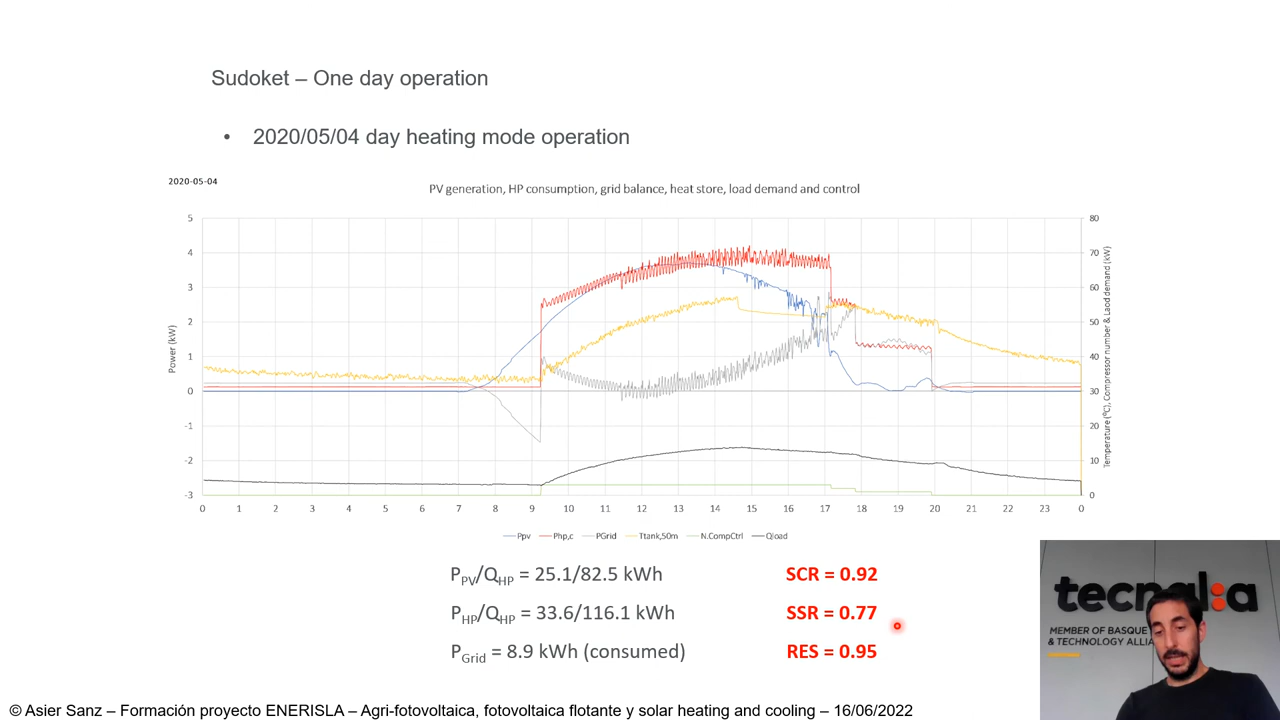 Sudoket – One day operation
• 2020/05/04 day heating mode operation
2020-05-04
PV generation, HP consumption, grid balance, heat store, load demand and control
5
4
3
2
1
0
-1
-2
-3
Power (kW)
80
70
60
50
40
30
20
10
0
Temperature (ºC), Compressor number & Laod demand (kW)
0 1 2 3 4 5 6 7 8 9 10 11 12 13 14 15 16 17 18 19 20 21 22 23 0
Ppv Php,c PGrid Ttank,50m N.CompCtrl Qload
PPV/QHP = 25.1/82.5 kWh SCR = 0.92
PHP/QHP = 33.6/116.1 kWh SSR = 0.77
PGrid = 8.9 kWh (consumed) RES = 0.95
tecnalia
MEMBER OF BASQUE
& TECHNOLOGY ALLIA
© Asier Sanz – Formación proyecto ENERISLA – Agri-fotovoltaica, fotovoltaica flotante y solar heating and cooling – 16/06/2022